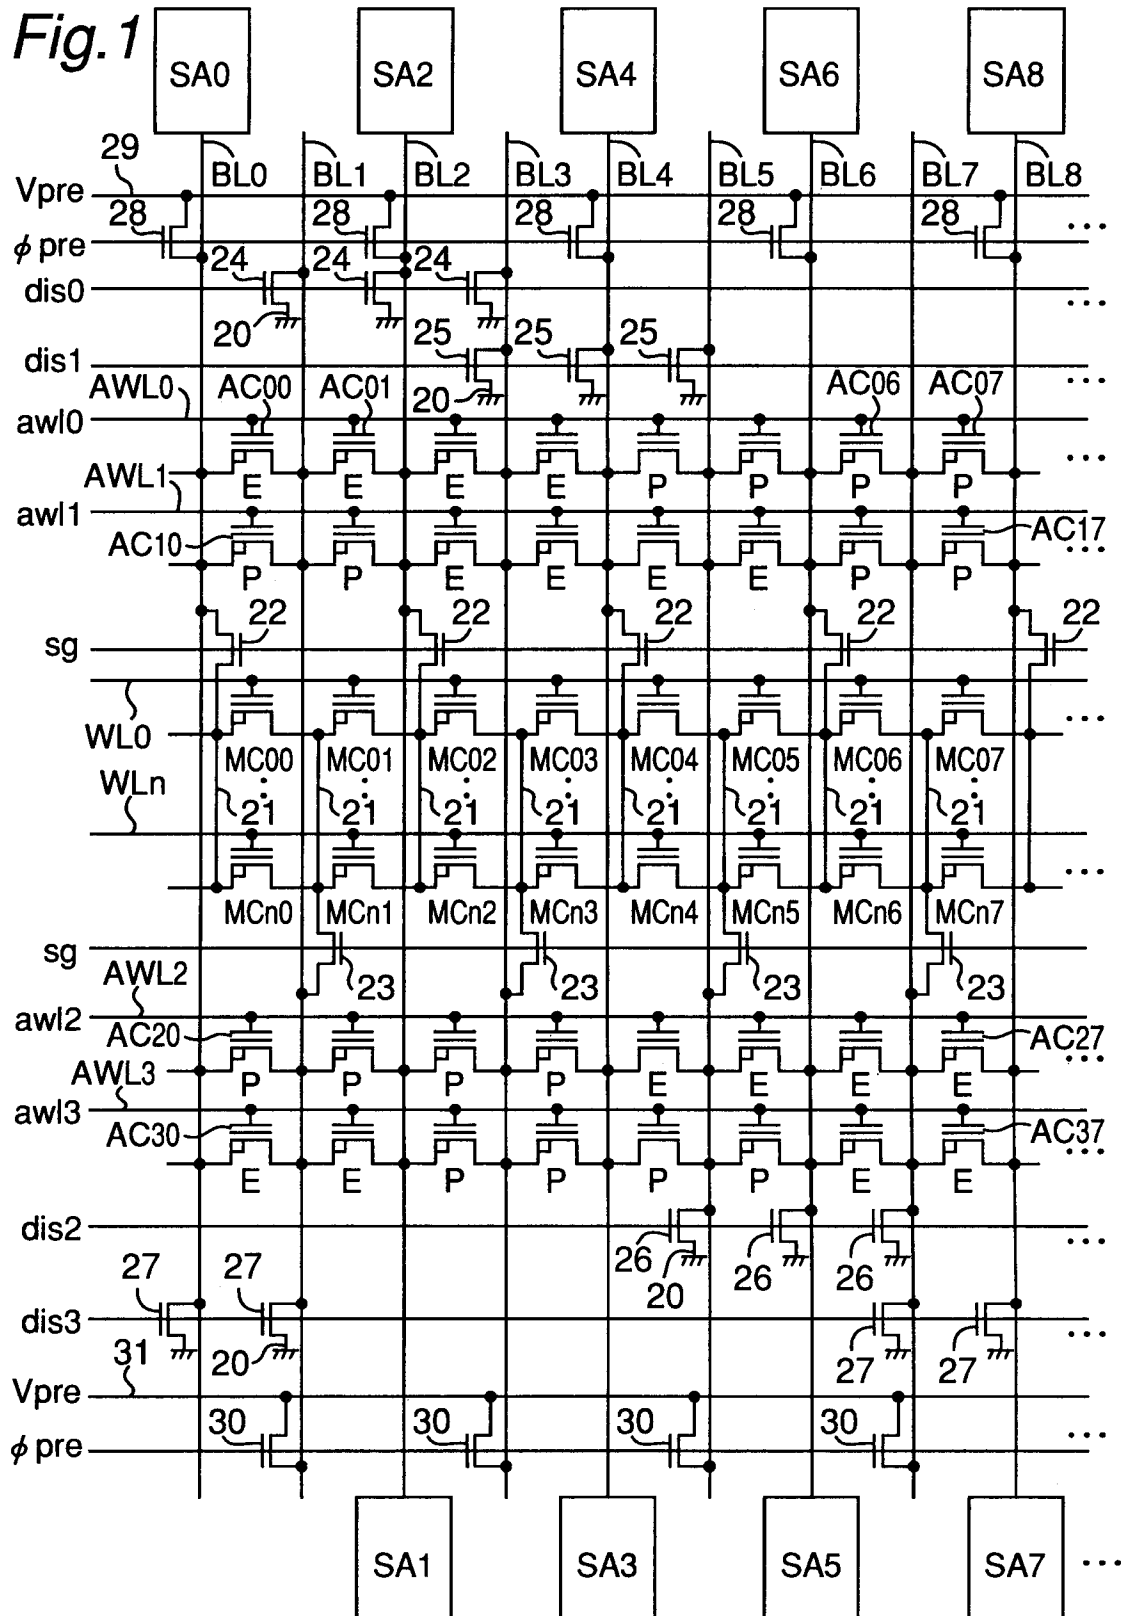 Fig.1
SA0 SA2 SA4 SA6 SA8
29 BL0 BL1 BL2 BL3 BL4 BL5 BL6 BL7 BL8
Vpre
28 28 28 28 28 ...
φ pre
24 24 24
dis0 ...
20
25 25 25
dis1 ...
20
AWL0 AC00 AC01 AC06 AC07
awl0
...
AWL1 E E E E P P P P
awl1
AC10 AC17
...
P P E E E E P P
22 22 22 22 22
sg
WL0 ...
MC00 MC01 MC02 MC03 MC04 MC05 MC06 MC07
WLn
21 21 21 21 21 21 21 21
...
MCn0 MCn1 MCn2 MCn3 MCn4 MCn5 MCn6 MCn7
sg
AWL2 23 23 23 23
awl2
AC20 AC27
...
AWL3 P P P P E E E E
awl3
AC30 AC37
...
E E P P P P E E
dis2 ...
26 20 26 26
27 27
dis3 ...
31 20 27 27
Vpre
30 30 30 30 ...
φ pre
SA1 SA3 SA5 SA7 ...